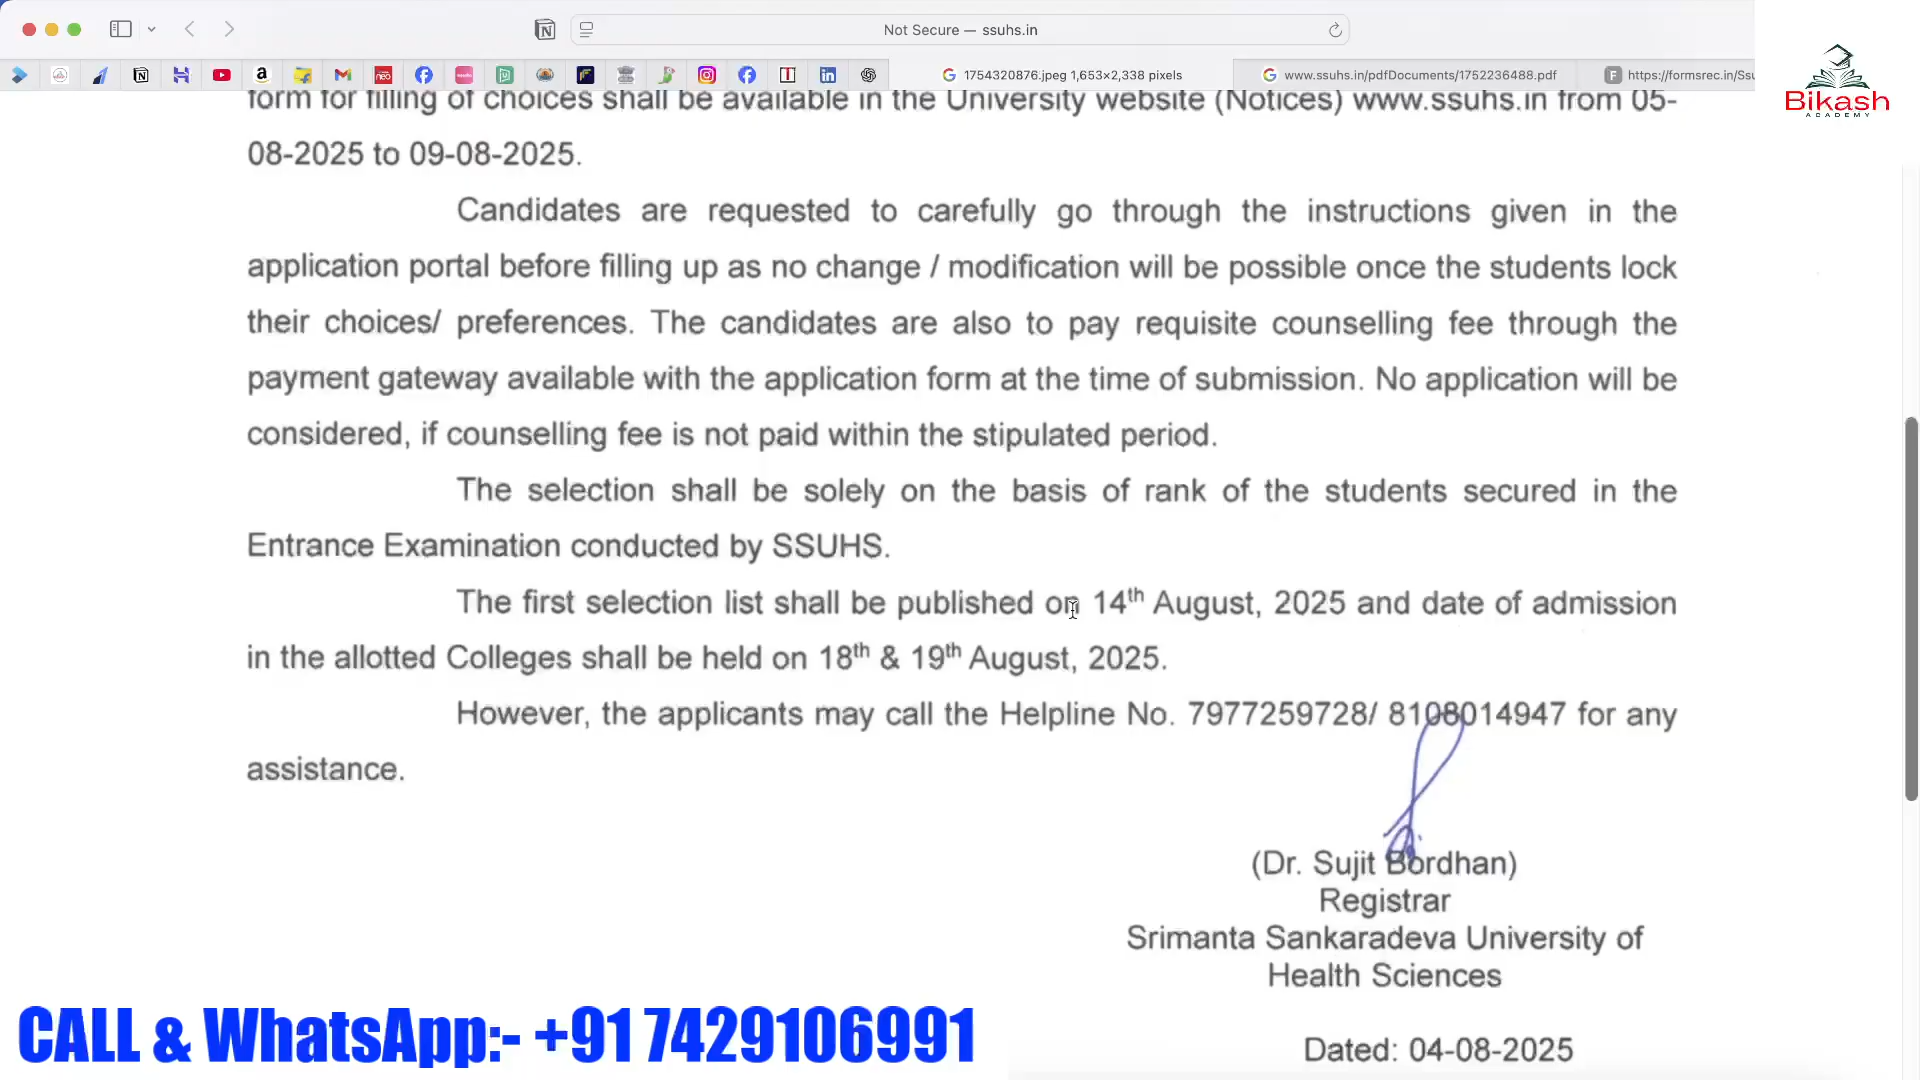 Not Secure — ssuhs.in
1754320876.jpeg 1,653×2,338 pixels
www.ssuhs.in/pdfDocuments/1752236488.pdf
https://formsrec.in/Ssu
Bikash
ACADEMY
form for filling of choices shall be available in the University website (Notices) www.ssuhs.in from 05-
08-2025 to 09-08-2025.
Candidates are requested to carefully go through the instructions given in the
application portal before filling up as no change / modification will be possible once the students lock
their choices/ preferences. The candidates are also to pay requisite counselling fee through the
payment gateway available with the application form at the time of submission. No application will be
considered, if counselling fee is not paid within the stipulated period.
The selection shall be solely on the basis of rank of the students secured in the
Entrance Examination conducted by SSUHS.
The first selection list shall be published on 14th August, 2025 and date of admission
in the allotted Colleges shall be held on 18th & 19th August, 2025.
However, the applicants may call the Helpline No. 7977259728/ 8108014947 for any
assistance.
(Dr. Sujit Bordhan)
Registrar
Srimanta Sankaradeva University of
Health Sciences
Dated: 04-08-2025
CALL & WhatsApp:- +91 7429106991